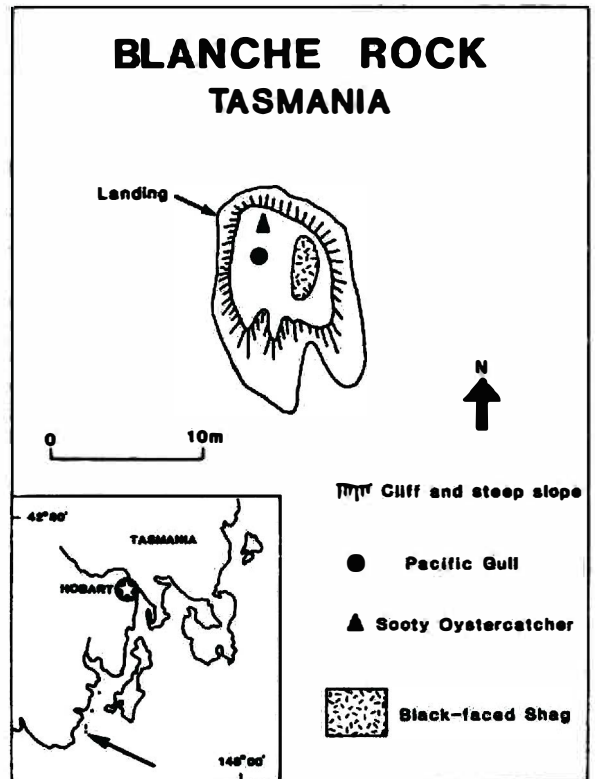 BLANCHE ROCK
TASMANIA
Landing
N
0 10m
Cliff and steep slope
Pacific Gull
Sooty Oystercatcher
Black-faced Shag
TASMANIA
HOBART